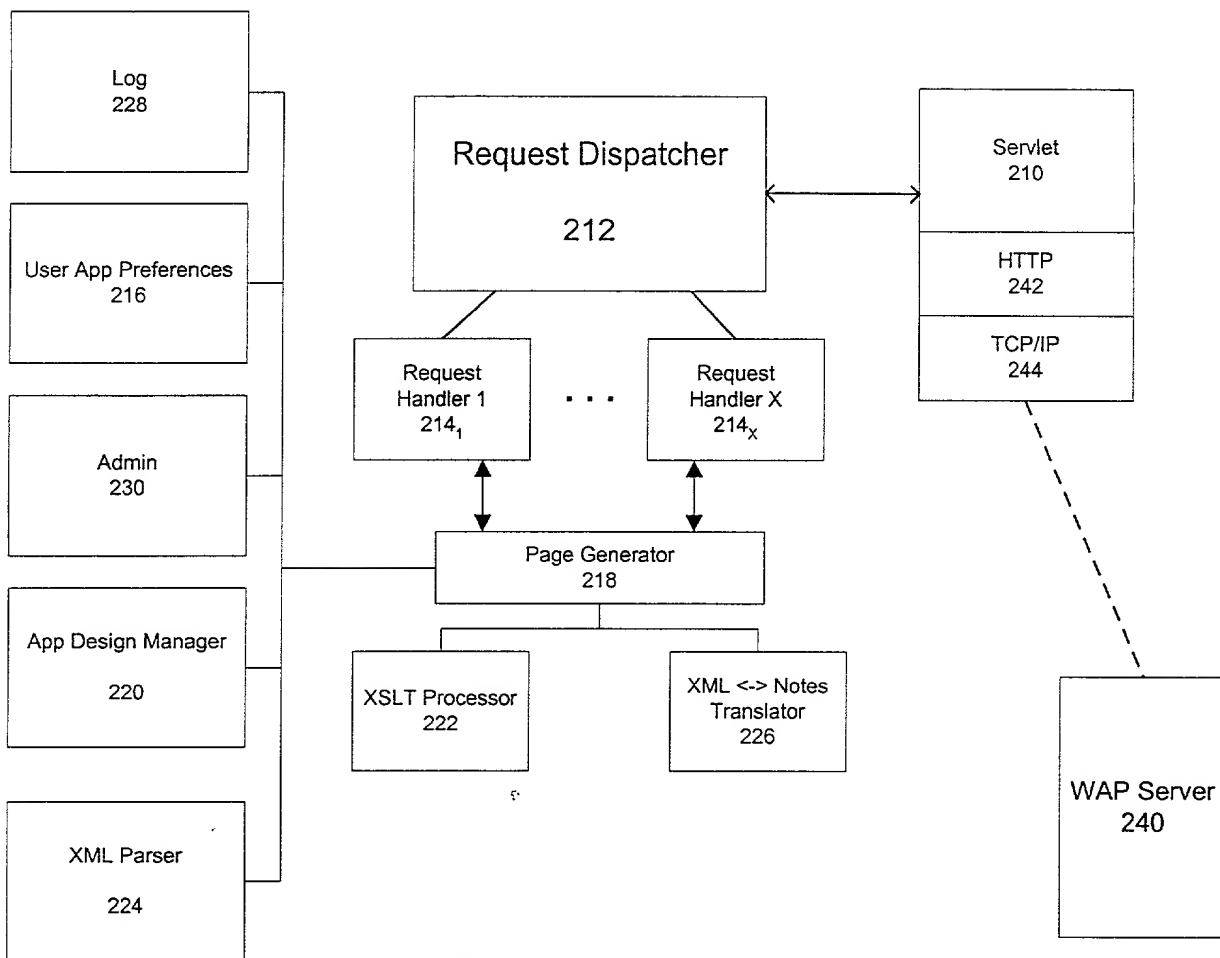 Log
228
User App Preferences
216
Admin
230
App Design Manager
220
XML Parser
224
Request Dispatcher
212
Request
Handler 1
214₁
. . .
Request
Handler X
214ₓ
Page Generator
218
XSLT Processor
222
XML <-> Notes
Translator
226
Servlet
210
HTTP
242
TCP/IP
244
WAP Server
240